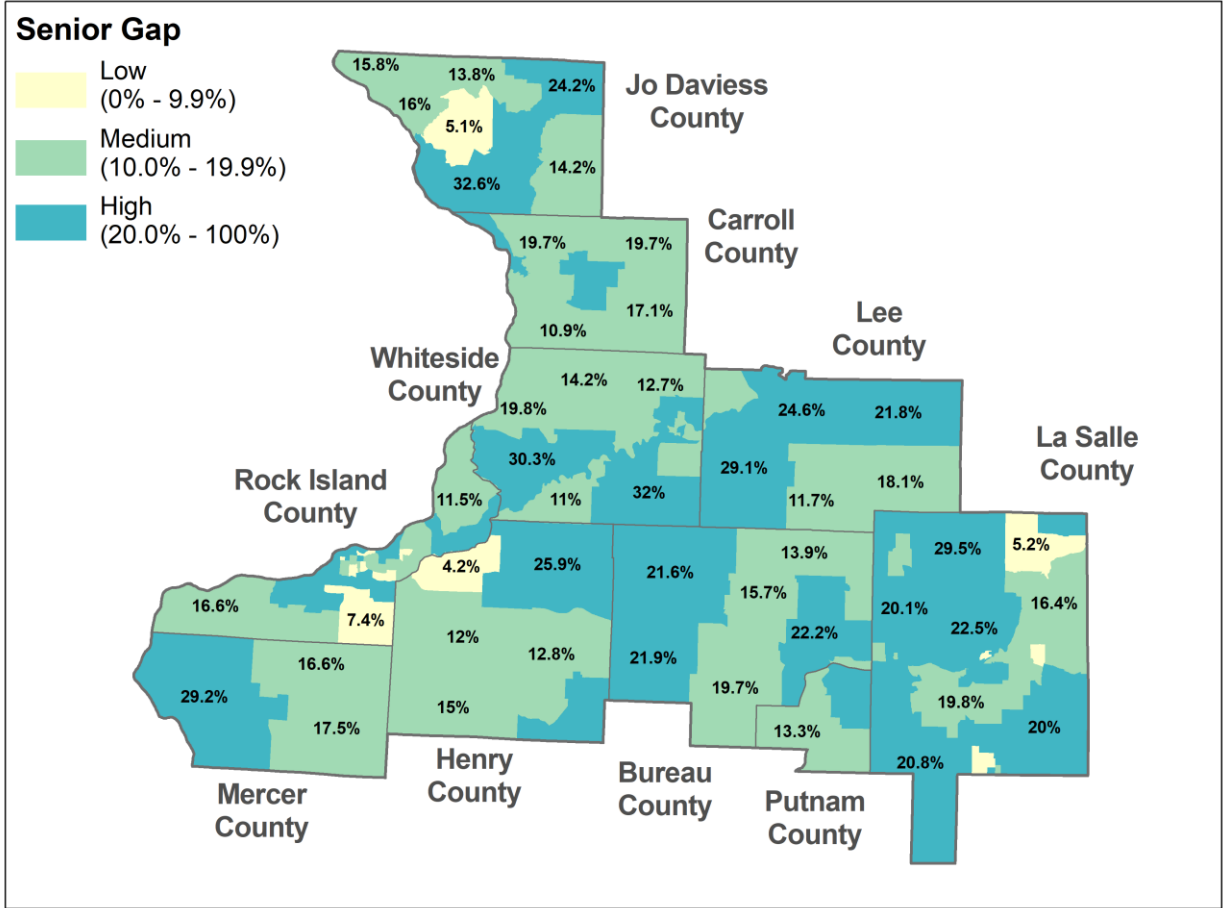 Senior Gap
Low
(0% - 9.9%)
Medium
(10.0% - 19.9%)
High
(20.0% - 100%)
15.8%
13.8%
24.2%
16%
5.1%
14.2%
32.6%
Jo Daviess
County
19.7%
19.7%
17.1%
10.9%
Carroll
County
Whiteside
County
14.2%
12.7%
19.8%
30.3%
11%
32%
Lee
County
24.6%
21.8%
29.1%
11.7%
18.1%
La Salle
County
29.5%
5.2%
20.1%
22.5%
16.4%
19.8%
20%
20.8%
Rock Island
County
11.5%
16.6%
7.4%
4.2%
25.9%
12%
12.8%
15%
21.6%
13.9%
15.7%
22.2%
21.9%
19.7%
13.3%
29.2%
16.6%
17.5%
Mercer
County
Henry
County
Bureau
County
Putnam
County